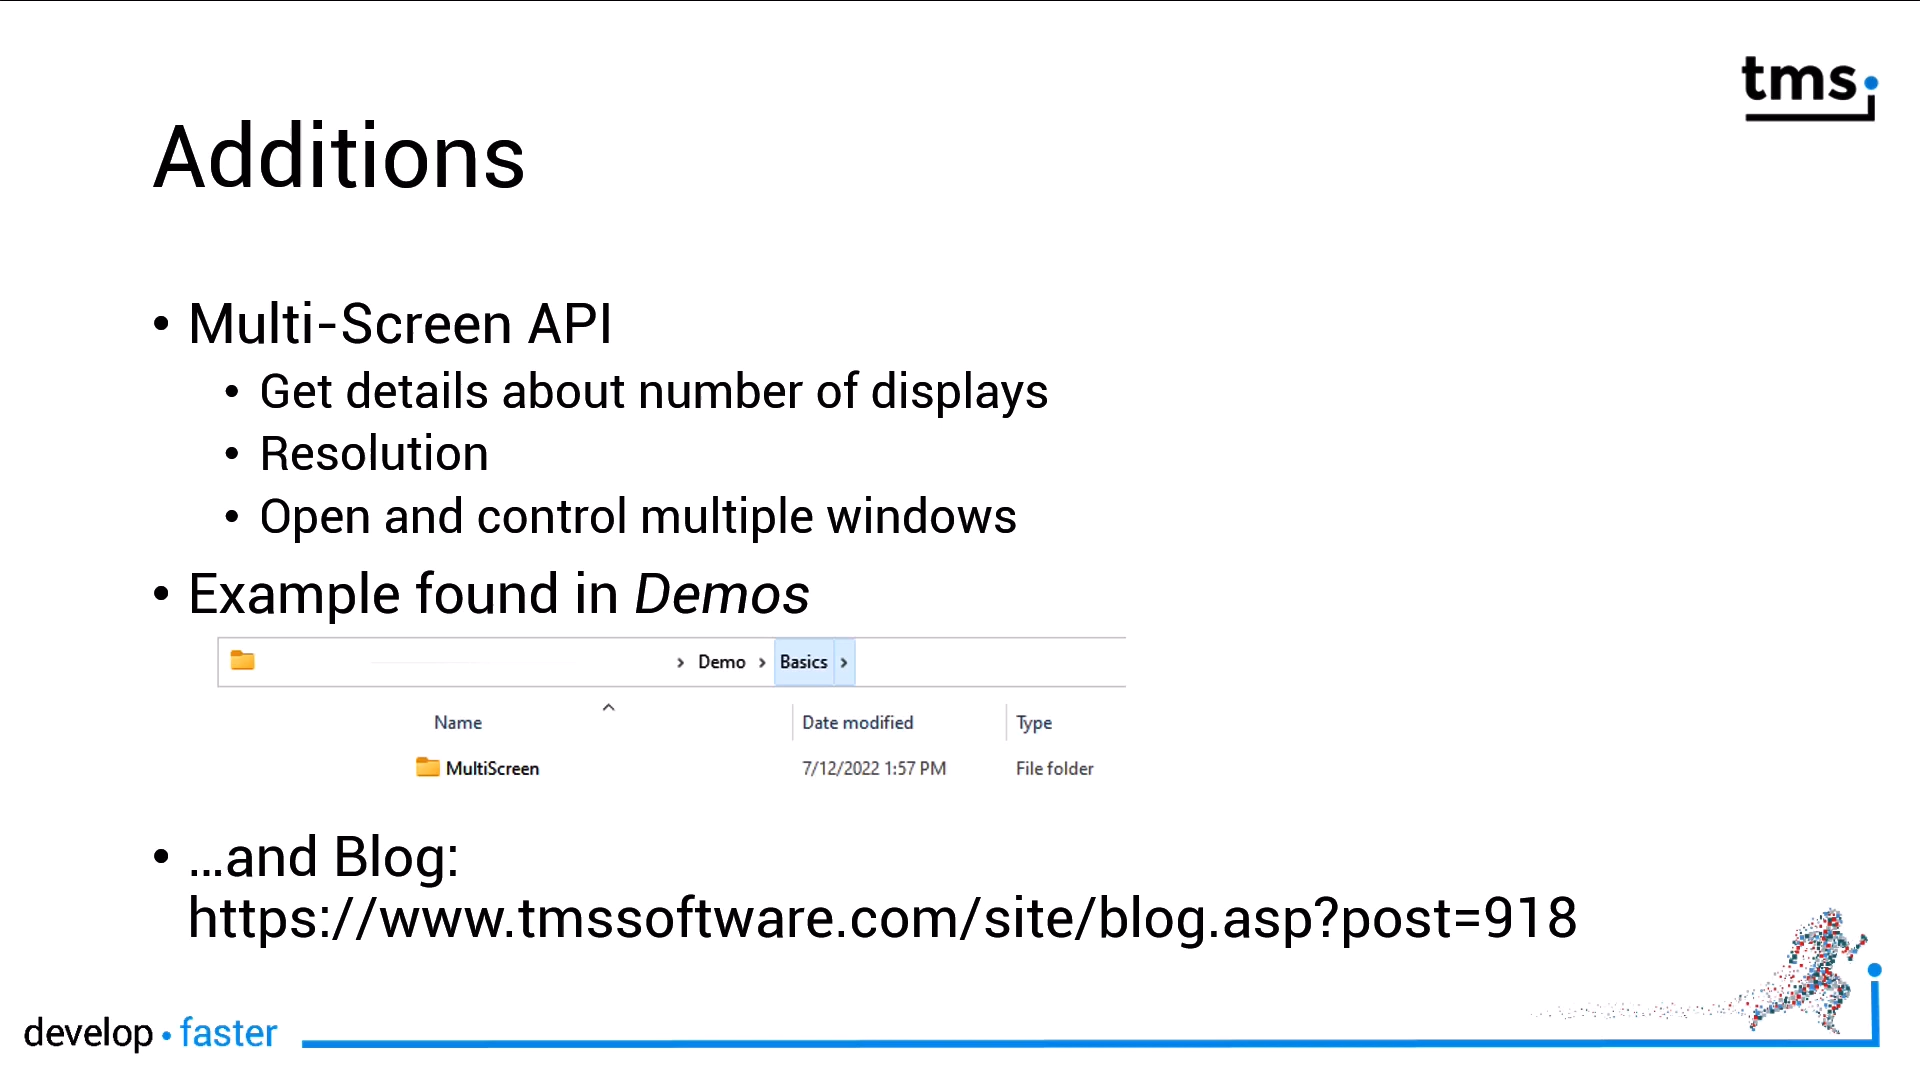 tms
Additions
• Multi-Screen API
• Get details about number of displays
• Resolution
• Open and control multiple windows
• Example found in Demos
› Demo › Basics ›
Name Date modified Type
MultiScreen 7/12/2022 1:57 PM File folder
• ...and Blog:
https://www.tmssoftware.com/site/blog.asp?post=918
develop • faster